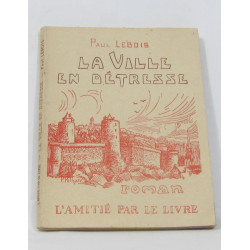 PAUL LEBOIS
LA VILLE
EN DÉTRESSE
roman
L'AMITIÉ PAR LE LIVRE